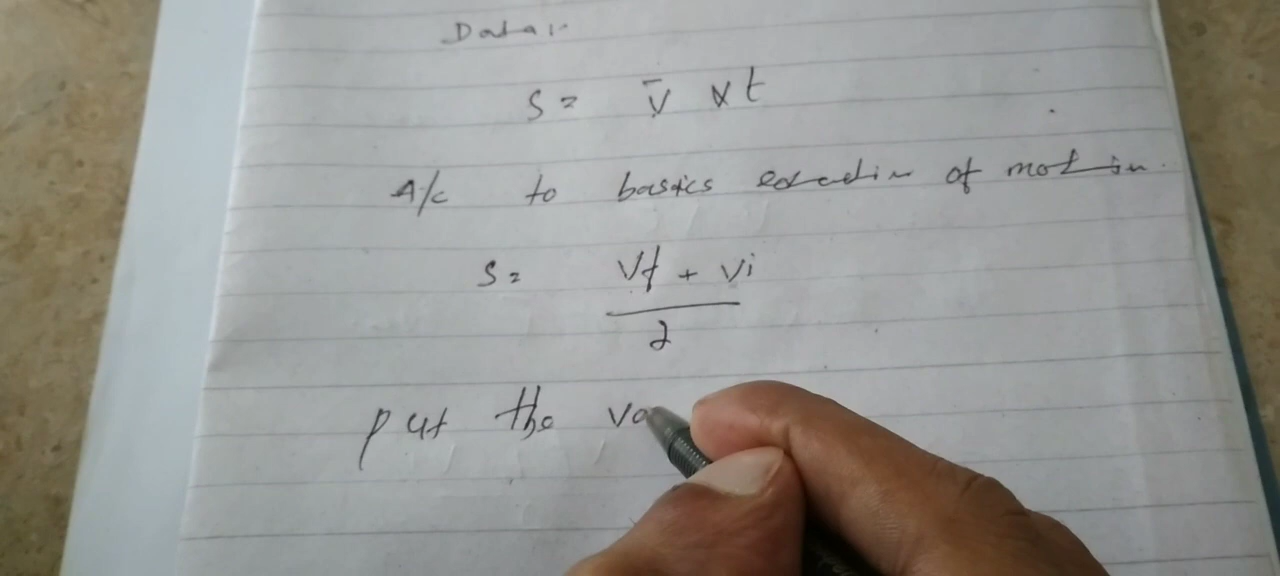 Data:-
S = v̄ x t
A/c to basics equation of motion.
S = Vf + Vi
2
put the va